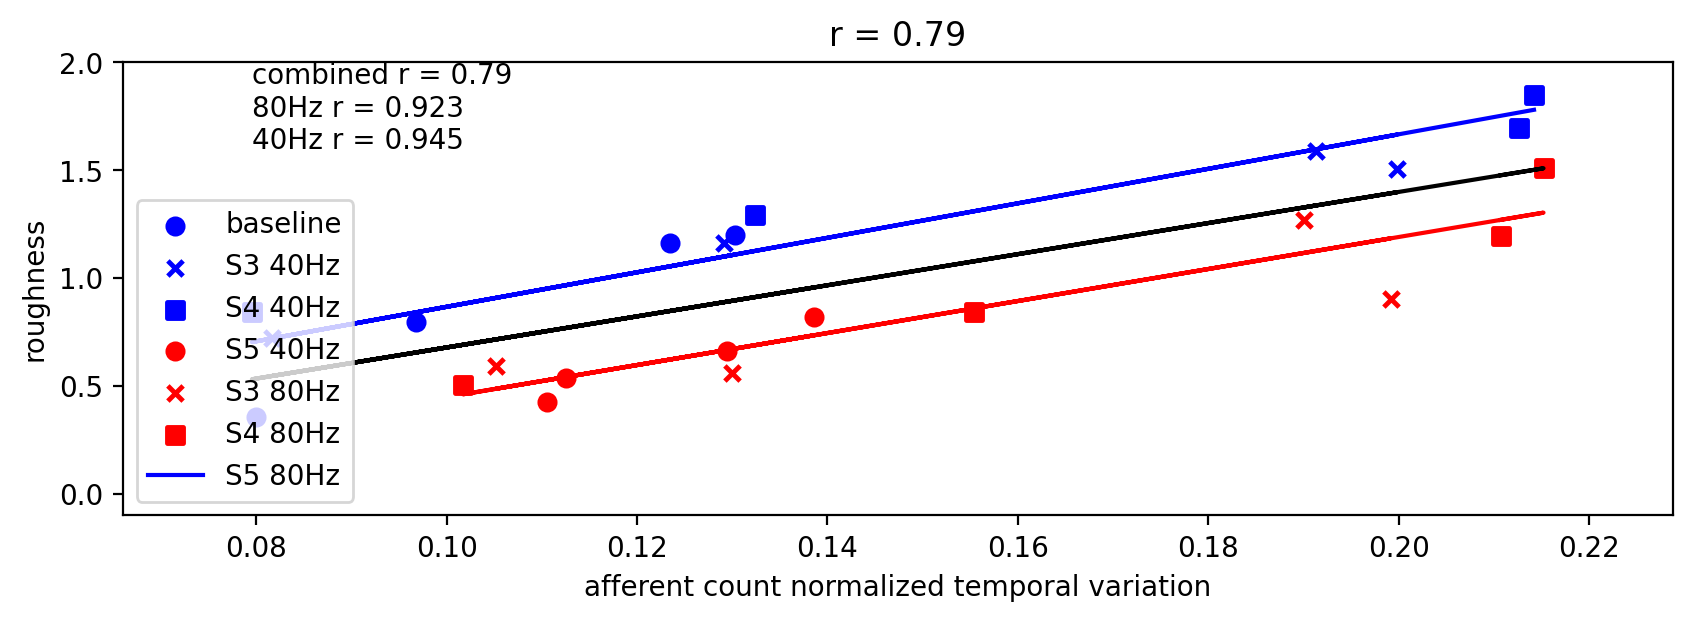 r = 0.79
combined r = 0.79
80Hz r = 0.923
40Hz r = 0.945
2.0
1.5
1.0
0.5
0.0
roughness
baseline
S3 40Hz
S4 40Hz
S5 40Hz
S3 80Hz
S4 80Hz
S5 80Hz
0.08 0.10 0.12 0.14 0.16 0.18 0.20 0.22
afferent count normalized temporal variation